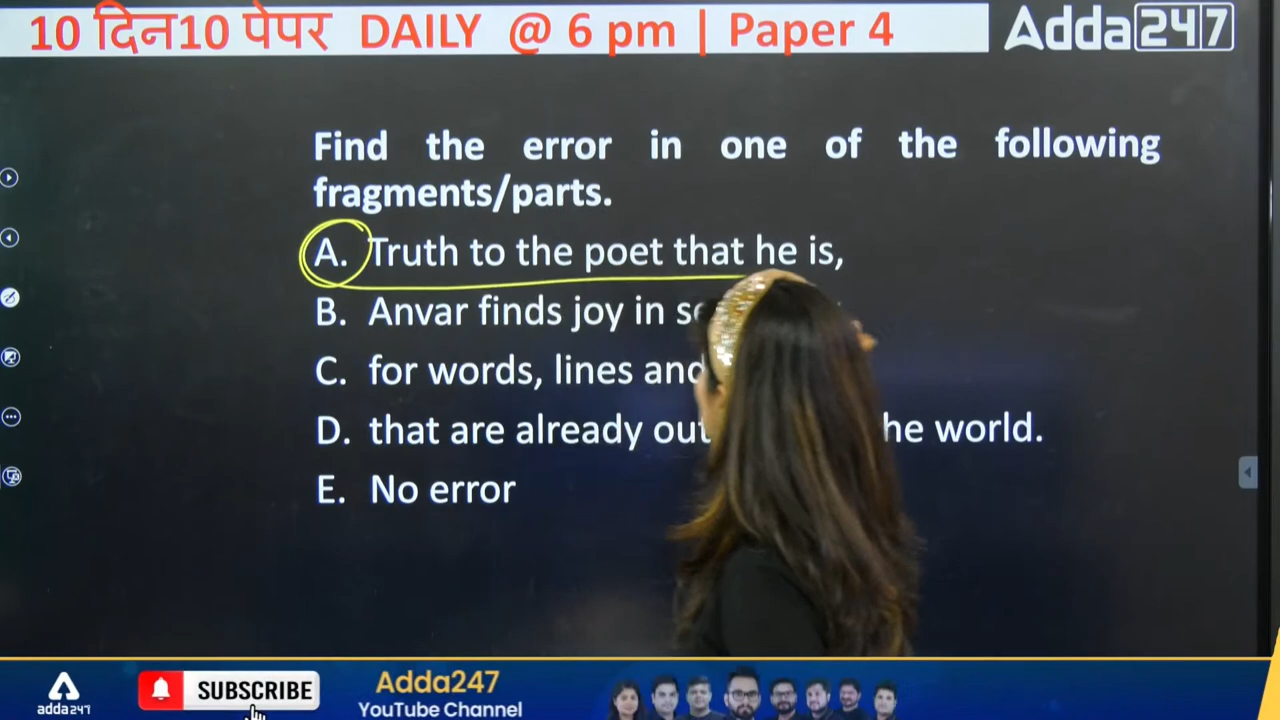 10 दिन10 पेपर DAILY @ 6 pm | Paper 4
Adda247
Find the error in one of the following
fragments/parts.
A. Truth to the poet that he is,
B. Anvar finds joy in
C. for words, lines and
D. that are already out he world.
E. No error
adda247
SUBSCRIBE
Adda247
YouTube Channel